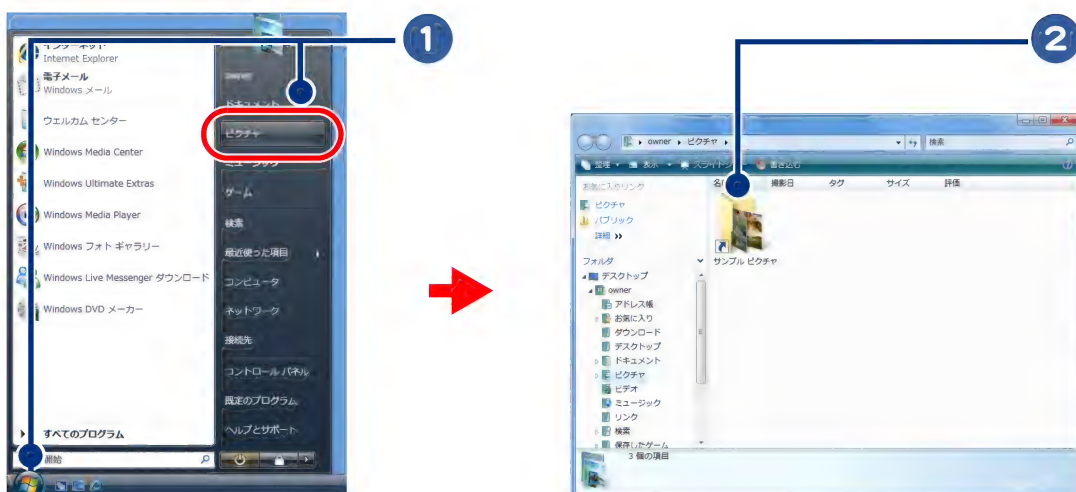 1
インターネット
Internet Explorer
電子メール
Windows メール
ウェルカム センター
Windows Media Center
Windows Ultimate Extras
Windows Media Player
Windows フォト ギャラリー
Windows Live Messenger ダウンロード
Windows DVD メーカー
すべてのプログラム
開始
owner
ドキュメント
ピクチャ
ミュージック
ゲーム
検索
最近使った項目
コンピュータ
ネットワーク
接続先
コントロール パネル
既定のプログラム
ヘルプとサポート
2
owner ピクチャ
検索
整理 表示 スライド 書き込む
お気に入りリンク
ピクチャ
パブリック
詳細 »
フォルダ
デスクトップ
owner
アドレス帳
お気に入り
ダウンロード
デスクトップ
ドキュメント
ピクチャ
ビデオ
ミュージック
リンク
検索
保存したゲーム
撮影日 タグ サイズ 評価
サンプル ピクチャ
3 個の項目